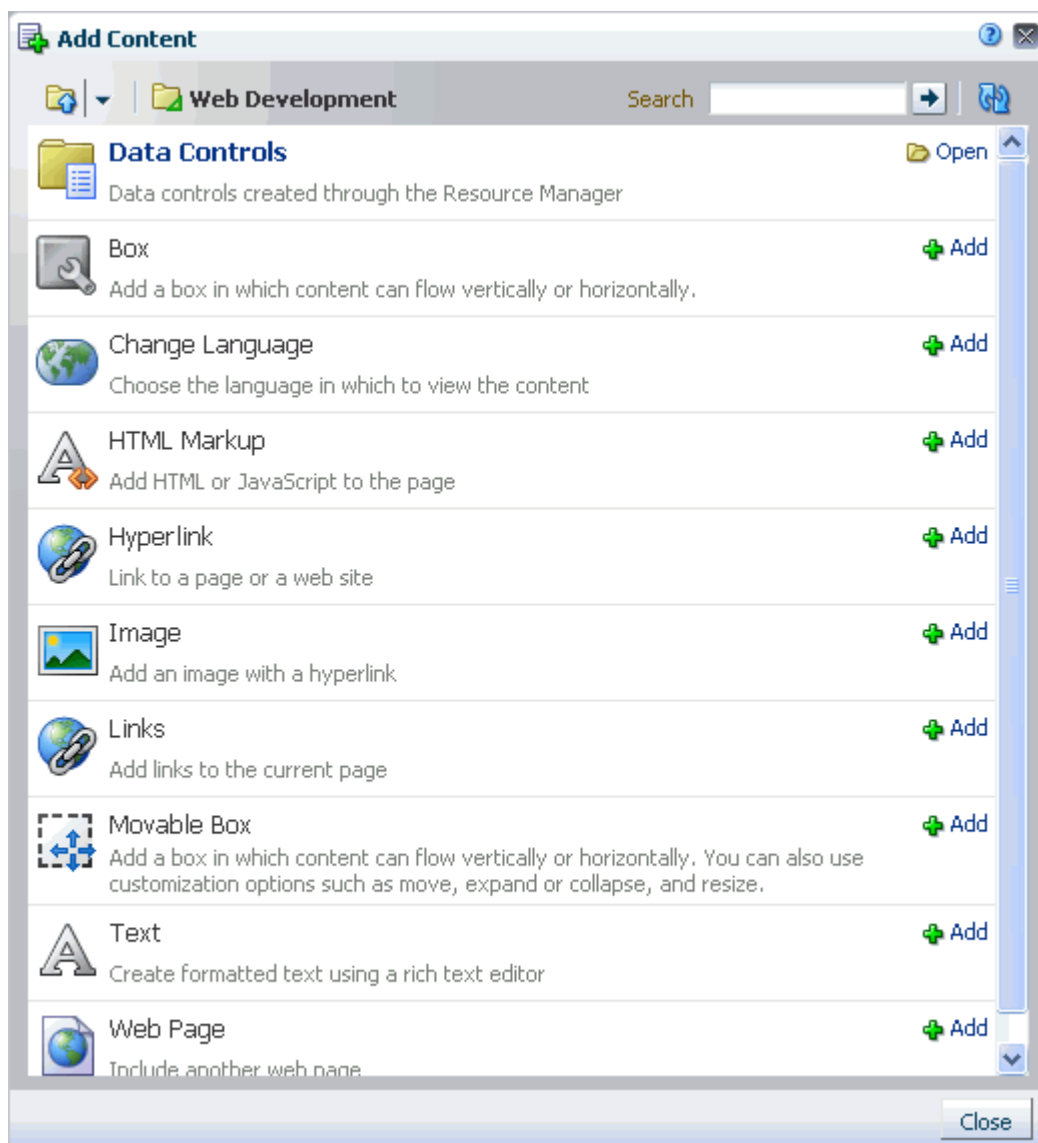 Add Content
Web Development Search
Data Controls Open
Data controls created through the Resource Manager
Box Add
Add a box in which content can flow vertically or horizontally.
Change Language Add
Choose the language in which to view the content
HTML Markup Add
Add HTML or JavaScript to the page
Hyperlink Add
Link to a page or a web site
Image Add
Add an image with a hyperlink
Links Add
Add links to the current page
Movable Box Add
Add a box in which content can flow vertically or horizontally. You can also use
customization options such as move, expand or collapse, and resize.
Text Add
Create formatted text using a rich text editor
Web Page Add
Include another web page
Close